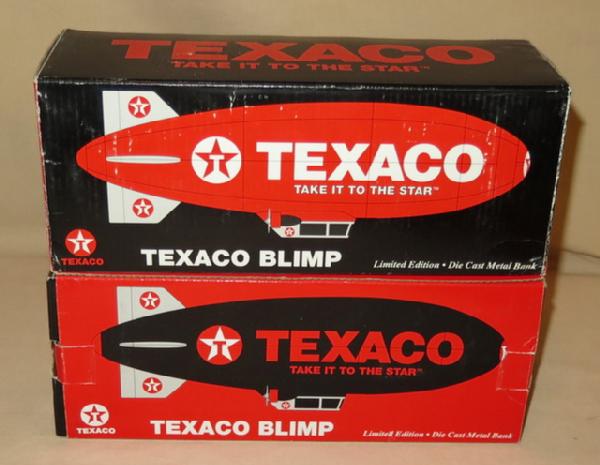 TEXACO
TAKE IT TO THE STAR™
T
T
T TEXACO
TAKE IT TO THE STAR™
T
TEXACO
TEXACO BLIMP
Limited Edition • Die Cast Metal Bank
T
T TEXACO
TAKE IT TO THE STAR™
T
T
TEXACO
TEXACO BLIMP
Limited Edition • Die Cast Metal Bank